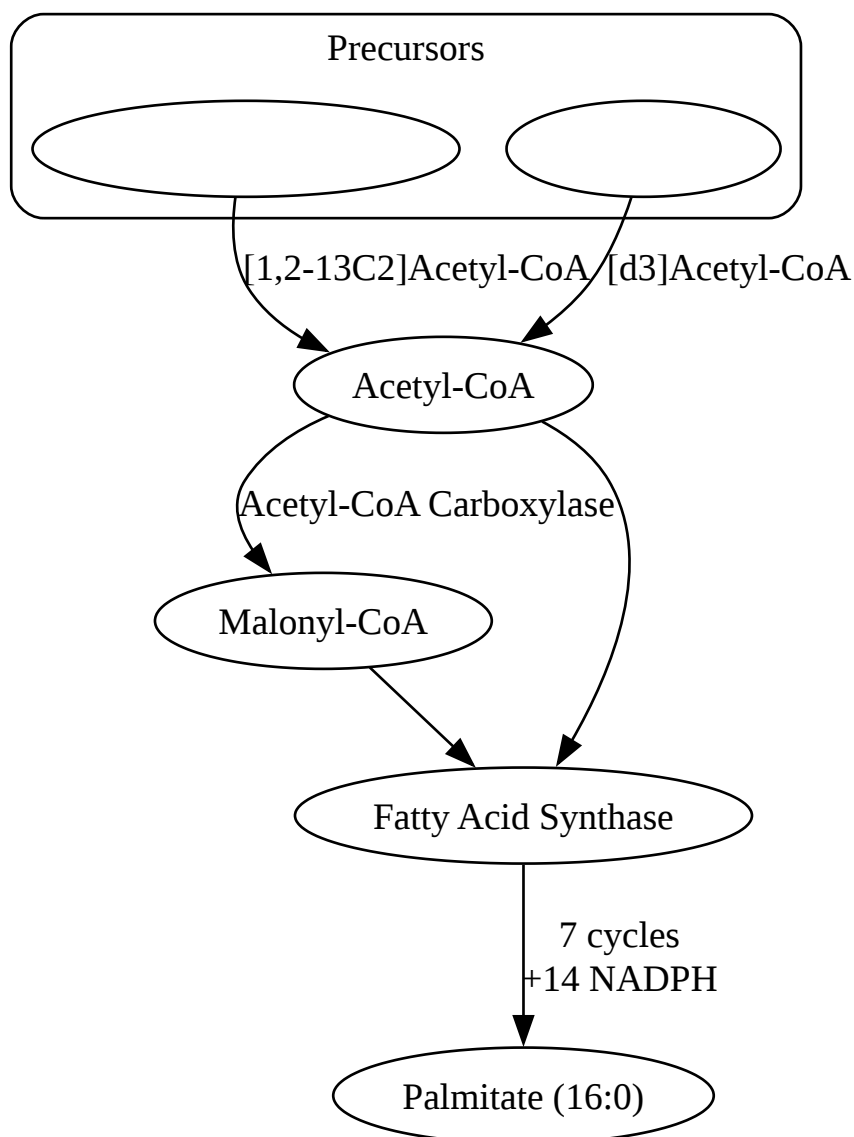 Precursors
[1,2-13C2]Acetyl-CoA
[d3]Acetyl-CoA
Acetyl-CoA
Acetyl-CoA Carboxylase
Malonyl-CoA
Fatty Acid Synthase
7 cycles
+14 NADPH
Palmitate (16:0)